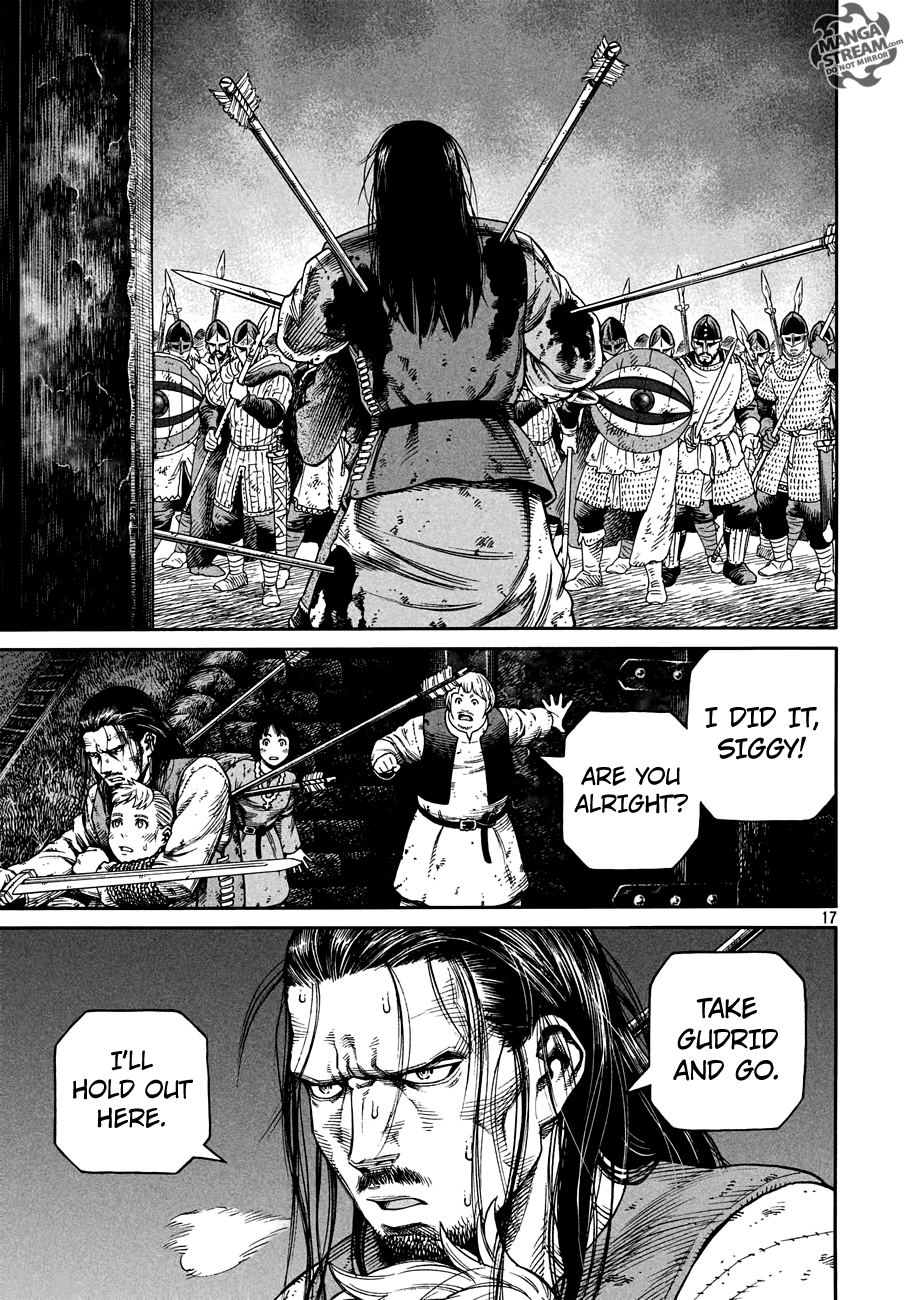 MANGA
STREAM.com
DO NOT MIRROR
I DID IT,
SIGGY!
ARE YOU
ALRIGHT?
17
TAKE
GUDRID
AND GO.
I'LL
HOLD OUT
HERE.